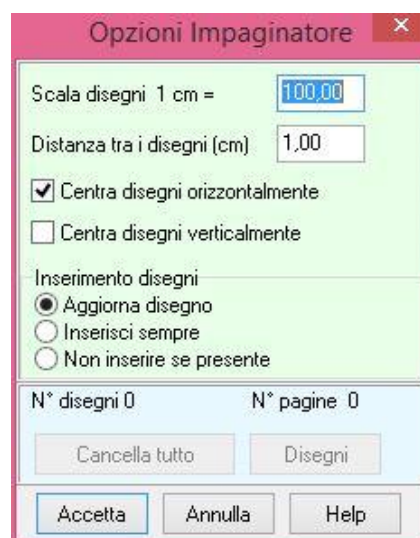 Opzioni Impaginatore
Scala disegni 1 cm = 100,00
Distanza tra i disegni (cm) 1,00
Centra disegni orizzontalmente
Centra disegni verticalmente
Inserimento disegni
Aggiorna disegno
Inserisci sempre
Non inserire se presente
N° disegni 0 N° pagine 0
Cancella tutto Disegni
Accetta Annulla Help